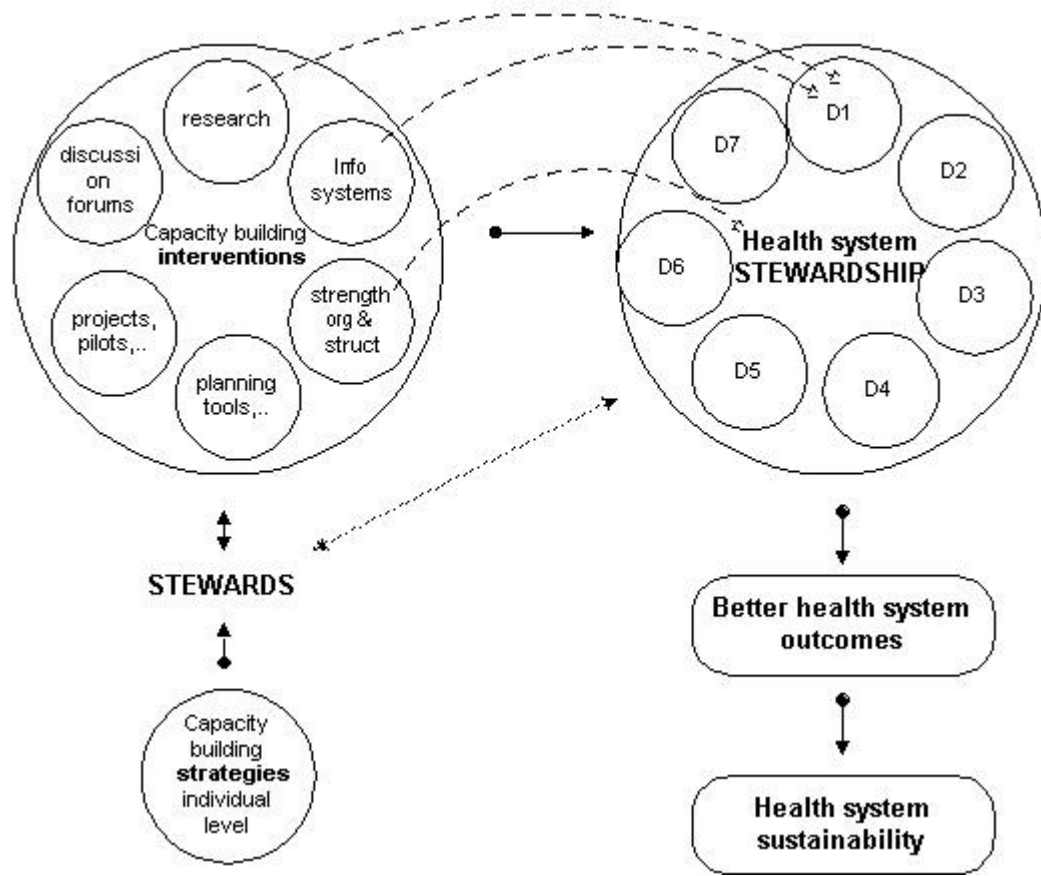 research
discussi
on
forums
Info
systems
Capacity building
interventions
projects,
pilots,..
strength
org &
struct
planning
tools,..
D1
D7
D2
Health system
STEWARDSHIP
D6
D3
D5
D4
STEWARDS
Capacity
building
strategies
individual
level
Better health system
outcomes
Health system
sustainability